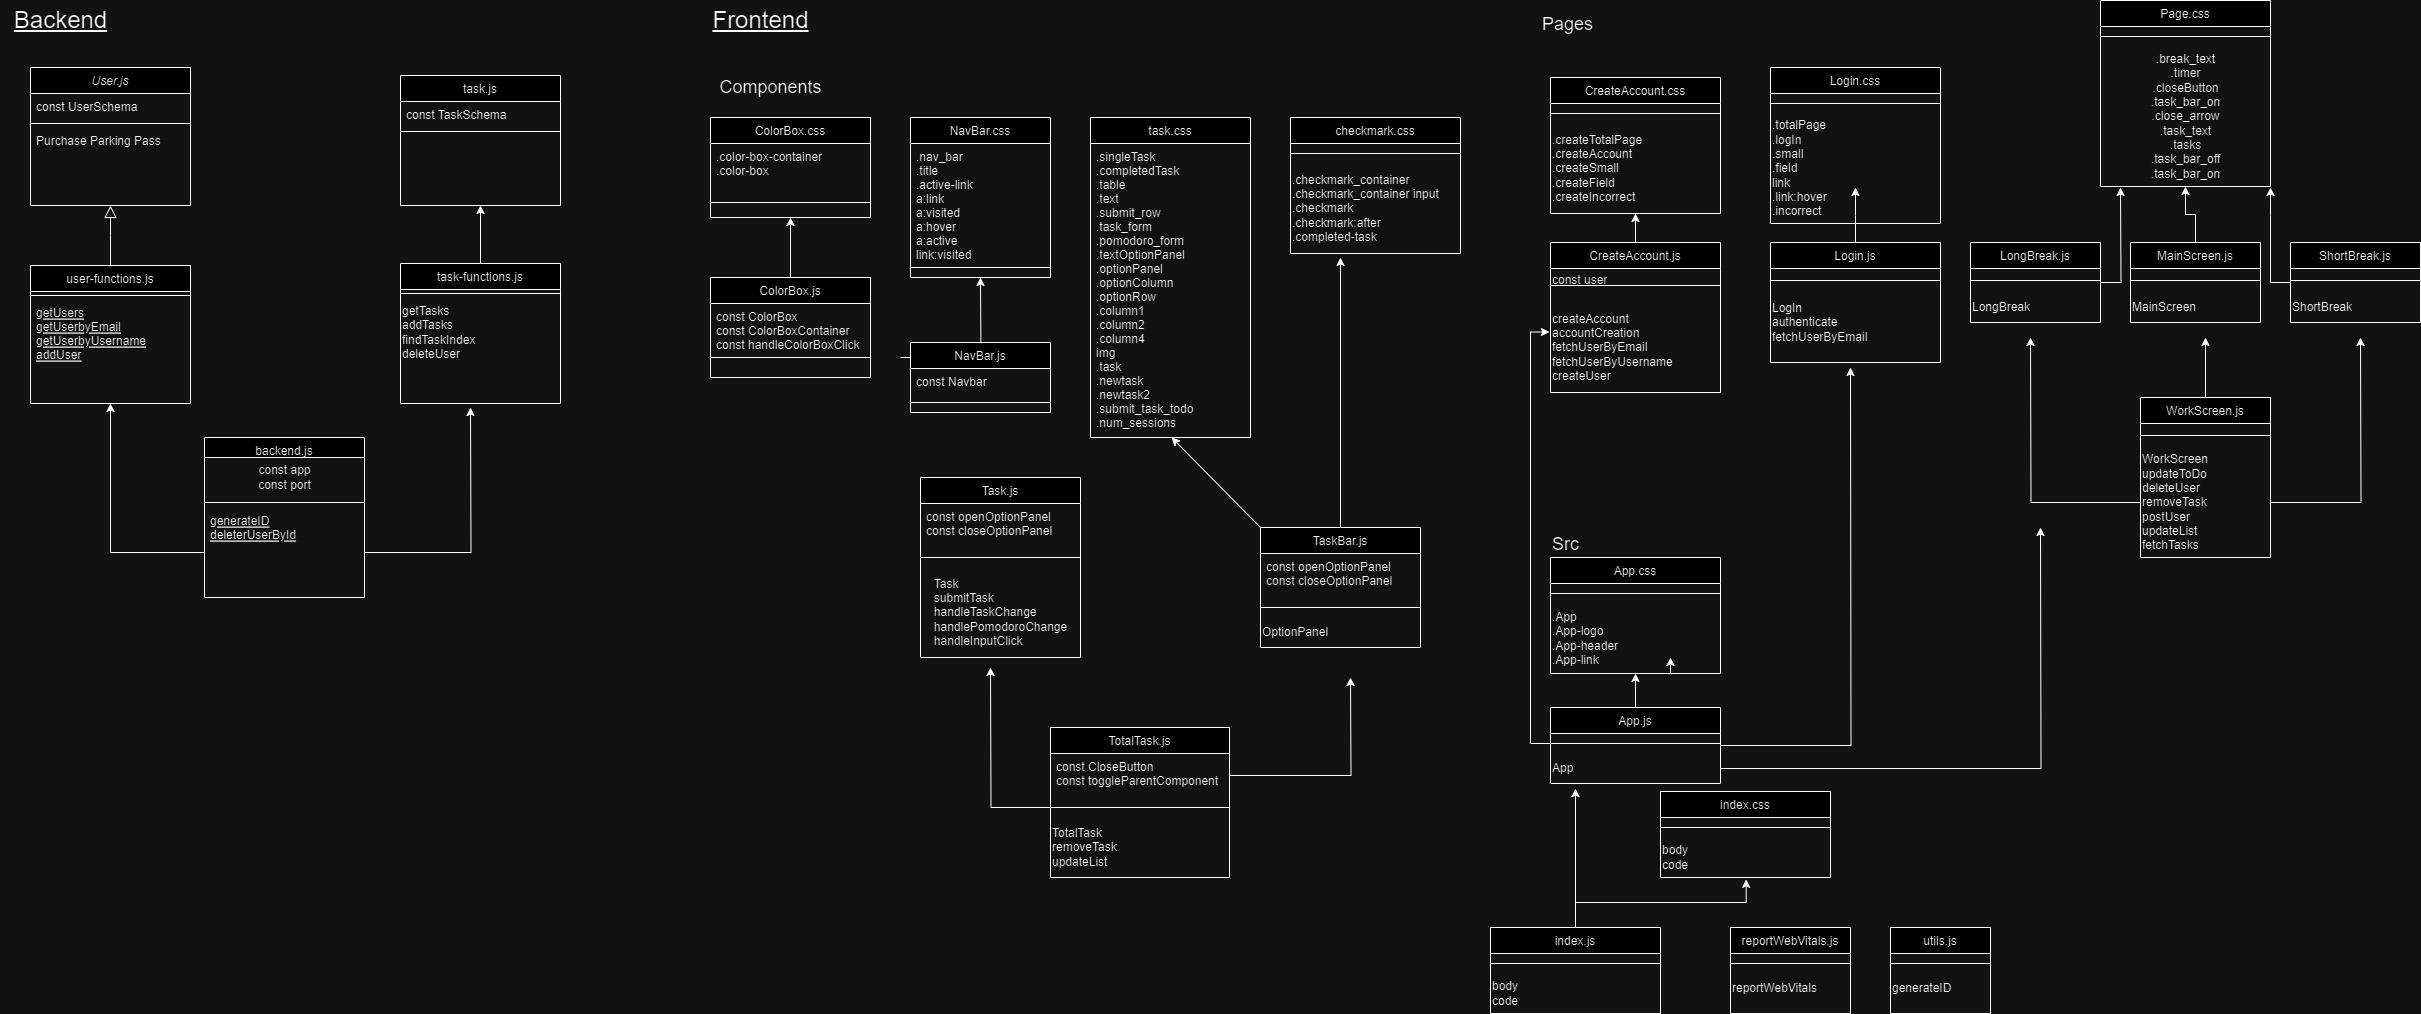 Backend
User.js
const UserSchema
Purchase Parking Pass
task.js
const TaskSchema
user-functions.js
getUsers
getUserbyEmail
getUserbyUsername
addUser
task-functions.js
getTasks
addTasks
findTaskIndex
deleteUser
backend.js
const app
const port
generateID
deleterUserById
Frontend
Components
ColorBox.css
.color-box-container
.color-box
ColorBox.js
const ColorBox
const ColorBoxContainer
const handleColorBoxClick
NavBar.css
.nav_bar
.title
.active-link
a:link
a:visited
a:hover
a:active
link:visited
NavBar.js
const Navbar
task.css
.singleTask
.completedTask
.table
.text
.submit_row
.task_form
.pomodoro_form
.textOptionPanel
.optionPanel
.optionColumn
.optionRow
.column1
.column2
.column4
img
.task
.newtask
.newtask2
.submit_task_todo
.num_sessions
checkmark.css
.checkmark_container
.checkmark_container input
.checkmark
.checkmark:after
.completed-task
Task.js
const openOptionPanel
const closeOptionPanel
Task
submitTask
handleTaskChange
handlePomodoroChange
handleInputClick
TaskBar.js
const openOptionPanel
const closeOptionPanel
OptionPanel
TotalTask.js
const CloseButton
const toggleParentComponent
TotalTask
removeTask
updateList
Pages
CreateAccount.css
.createTotalPage
.createAccount
.createSmall
.createField
.createIncorrect
CreateAccount.js
const user
createAccount
accountCreation
fetchUserByEmail
fetchUserByUsername
createUser
Login.css
.totalPage
.logIn
.small
.field
link
.link:hover
.incorrect
Login.js
LogIn
authenticate
fetchUserByEmail
Page.css
.break_text
.timer
.closeButton
.task_bar_on
.close_arrow
.task_text
.tasks
.task_bar_off
.task_bar_on
LongBreak.js
LongBreak
MainScreen.js
MainScreen
ShortBreak.js
ShortBreak
WorkScreen.js
WorkScreen
updateToDo
deleteUser
removeTask
postUser
updateList
fetchTasks
Src
App.css
.App
.App-logo
.App-header
.App-link
App.js
App
index.css
body
code
index.js
body
code
reportWebVitals.js
reportWebVitals
utils.js
generateID